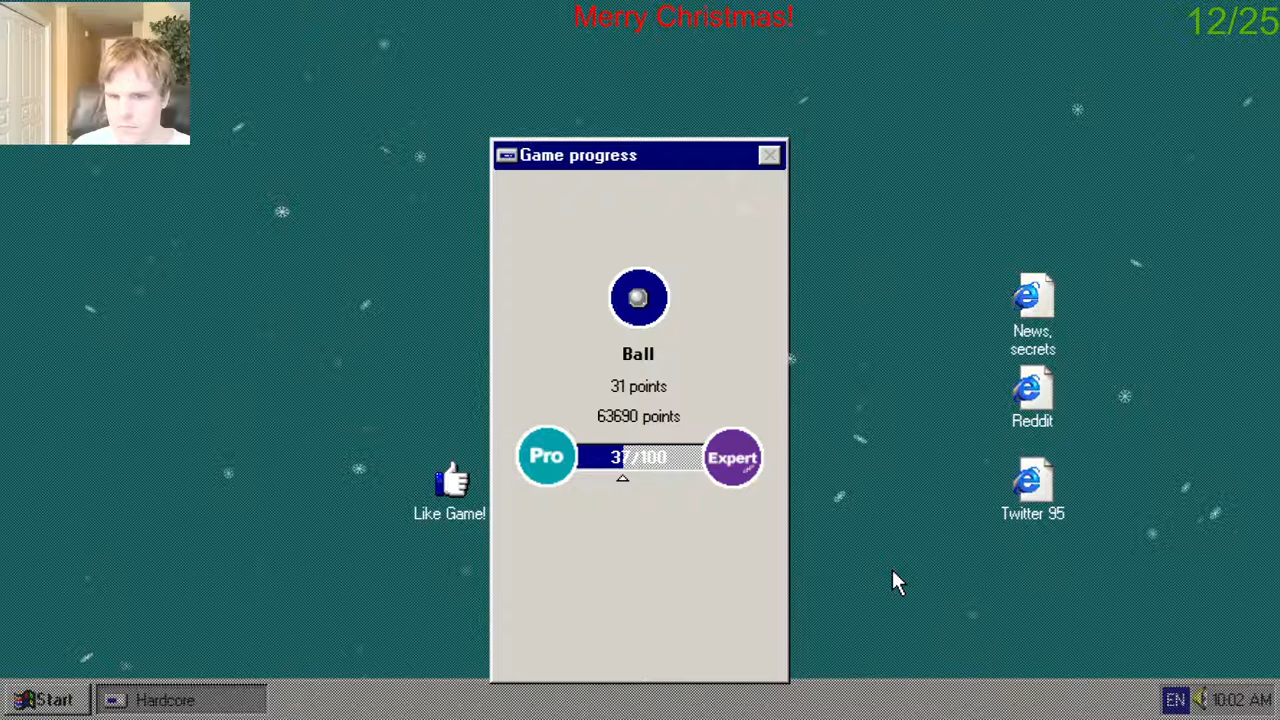 Merry Christmas!
12/25
Game progress
Ball
31 points
63690 points
Pro
37/100
Expert
Like Game!
News,
secrets
Reddit
Twitter 95
Start
Hardcore
EN
10:02 AM